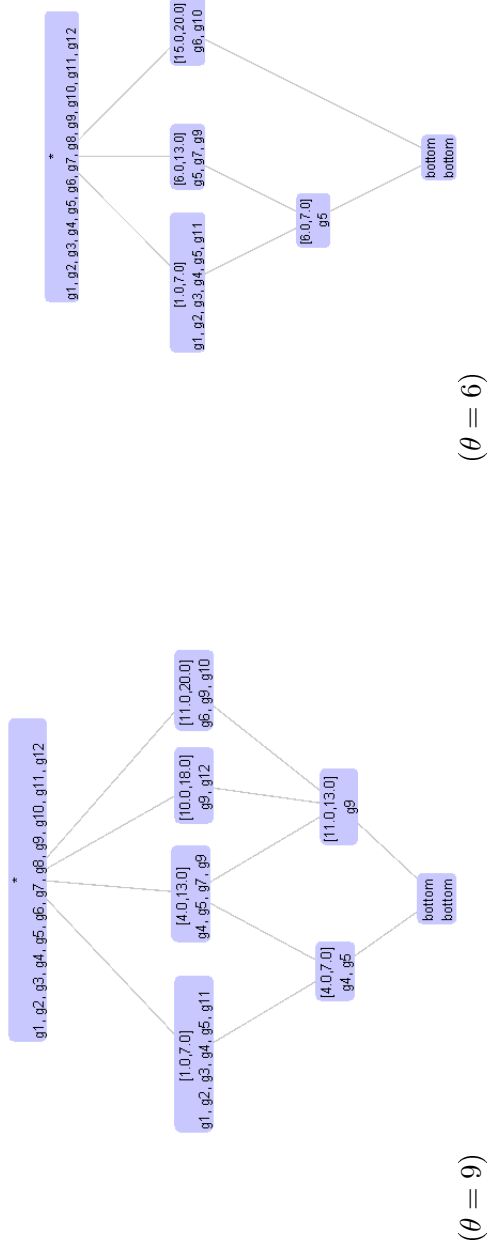 *
g1, g2, g3, g4, g5, g6, g7, g8, g9, g10, g11, g12
[1.0,7.0]
g1, g2, g3, g4, g5, g11
[4.0,13.0]
g4, g5, g7, g9
[10.0,18.0]
g9, g12
[11.0,20.0]
g6, g9, g10
[4.0,7.0]
g4, g5
[11.0,13.0]
g9
bottom
bottom
(θ = 9)
*
g1, g2, g3, g4, g5, g6, g7, g8, g9, g10, g11, g12
[1.0,7.0]
g1, g2, g3, g4, g5, g11
[6.0,13.0]
g5, g7, g9
[15.0,20.0]
g6, g10
[6.0,7.0]
g5
bottom
bottom
(θ = 6)